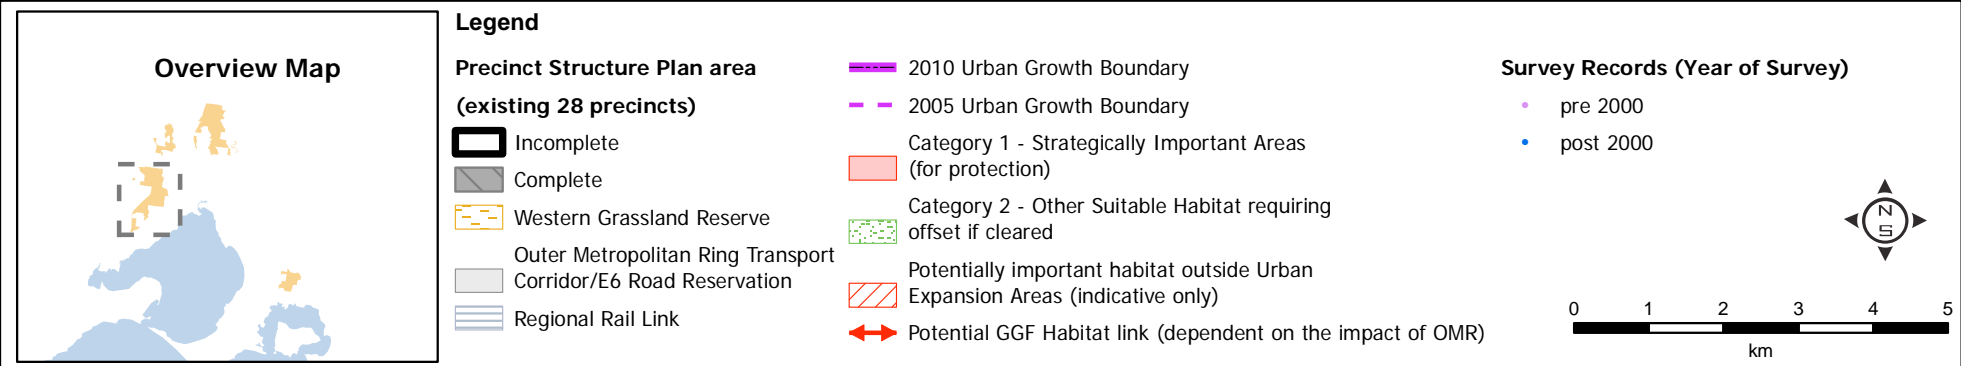 Overview Map
Legend
Precinct Structure Plan area
(existing 28 precincts)
Incomplete
Complete
Western Grassland Reserve
Outer Metropolitan Ring Transport
Corridor/E6 Road Reservation
Regional Rail Link
2010 Urban Growth Boundary
2005 Urban Growth Boundary
Category 1 - Strategically Important Areas
(for protection)
Category 2 - Other Suitable Habitat requiring
offset if cleared
Potentially important habitat outside Urban
Expansion Areas (indicative only)
Potential GGF Habitat link (dependent on the impact of OMR)
Survey Records (Year of Survey)
pre 2000
post 2000
N
S
0 1 2 3 4 5
km